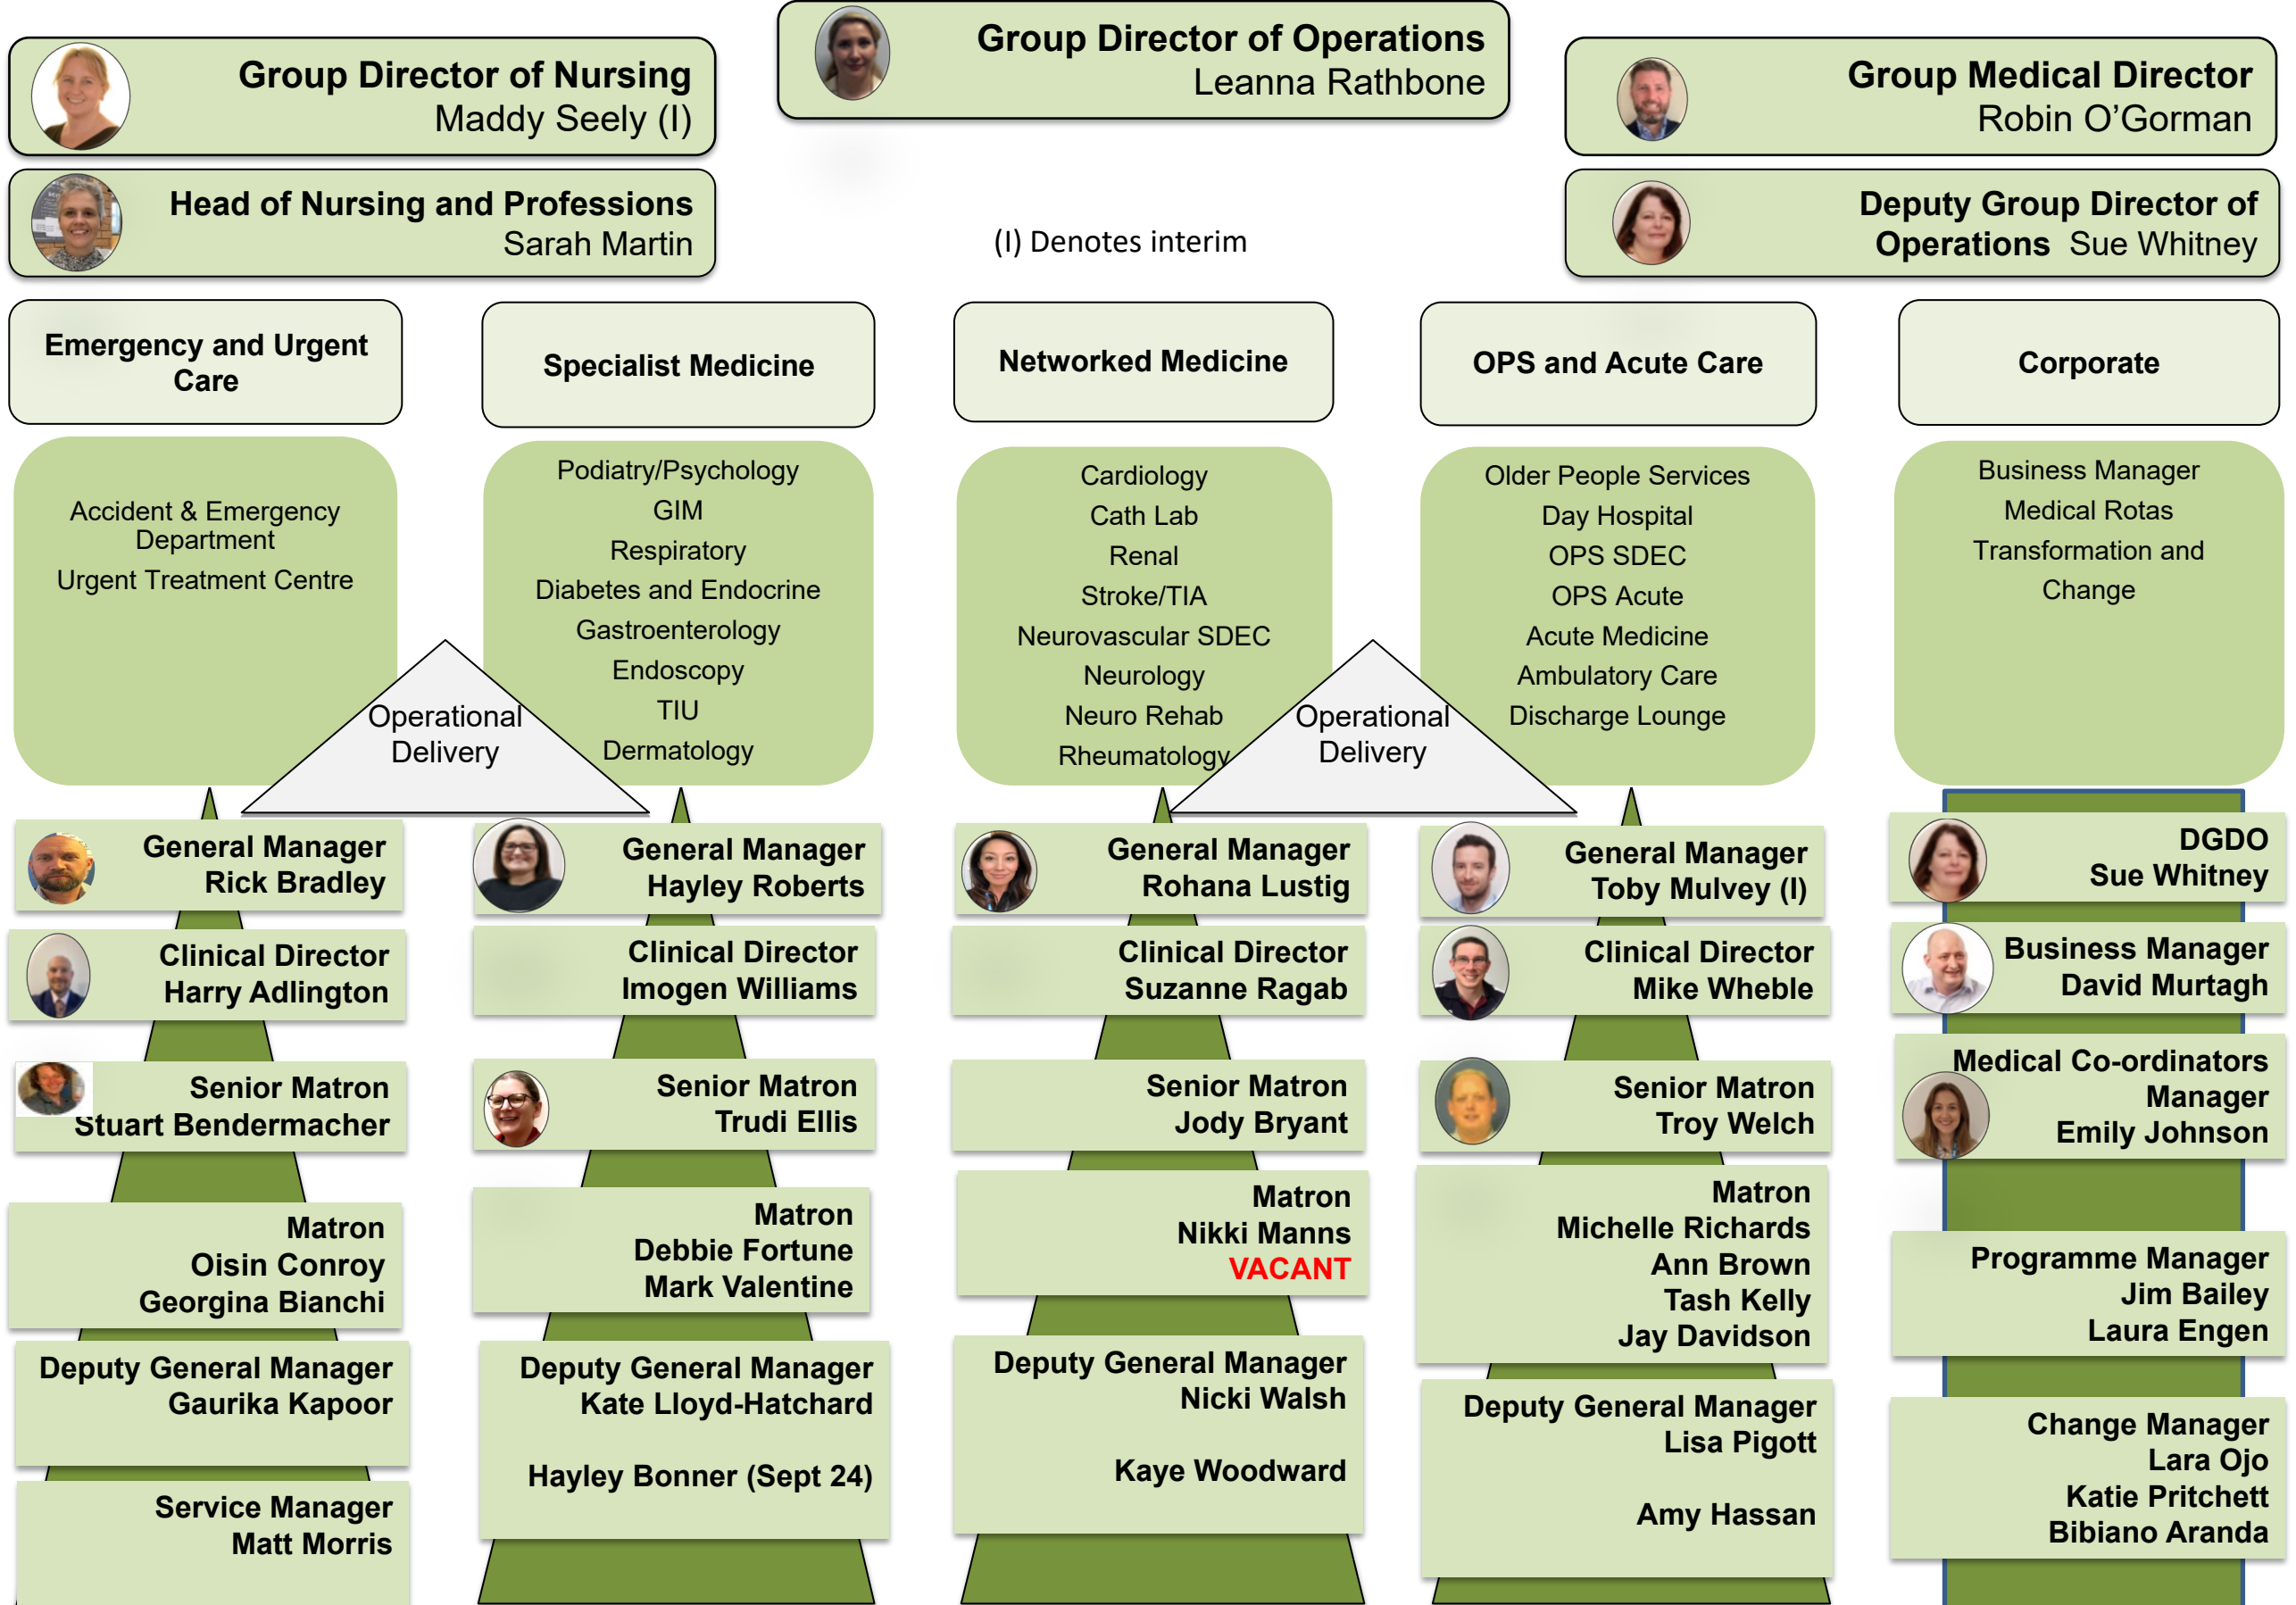 Group Director of Operations
Leanna Rathbone
Group Director of Nursing
Maddy Seely (I)
Group Medical Director
Robin O’Gorman
Head of Nursing and Professions
Sarah Martin
(I) Denotes interim
Deputy Group Director of
Operations Sue Whitney
Emergency and Urgent
Care
Specialist Medicine
Networked Medicine
OPS and Acute Care
Corporate
Accident & Emergency
Department
Urgent Treatment Centre
Podiatry/Psychology
GIM
Respiratory
Diabetes and Endocrine
Gastroenterology
Endoscopy
TIU
Dermatology
Cardiology
Cath Lab
Renal
Stroke/TIA
Neurovascular SDEC
Neurology
Neuro Rehab
Rheumatology
Older People Services
Day Hospital
OPS SDEC
OPS Acute
Acute Medicine
Ambulatory Care
Discharge Lounge
Business Manager
Medical Rotas
Transformation and
Change
Operational
Delivery
Operational
Delivery
General Manager
Rick Bradley
Clinical Director
Harry Adlington
Senior Matron
Stuart Bendermacher
Matron
Oisin Conroy
Georgina Bianchi
Deputy General Manager
Gaurika Kapoor
Service Manager
Matt Morris
General Manager
Hayley Roberts
Clinical Director
Imogen Williams
Senior Matron
Trudi Ellis
Matron
Debbie Fortune
Mark Valentine
Deputy General Manager
Kate Lloyd-Hatchard
Hayley Bonner (Sept 24)
General Manager
Rohana Lustig
Clinical Director
Suzanne Ragab
Senior Matron
Jody Bryant
Matron
Nikki Manns
VACANT
Deputy General Manager
Nicki Walsh
Kaye Woodward
General Manager
Toby Mulvey (I)
Clinical Director
Mike Wheble
Senior Matron
Troy Welch
Matron
Michelle Richards
Ann Brown
Tash Kelly
Jay Davidson
Deputy General Manager
Lisa Pigott
Amy Hassan
DGDO
Sue Whitney
Business Manager
David Murtagh
Medical Co-ordinators
Manager
Emily Johnson
Programme Manager
Jim Bailey
Laura Engen
Change Manager
Lara Ojo
Katie Pritchett
Bibiano Aranda